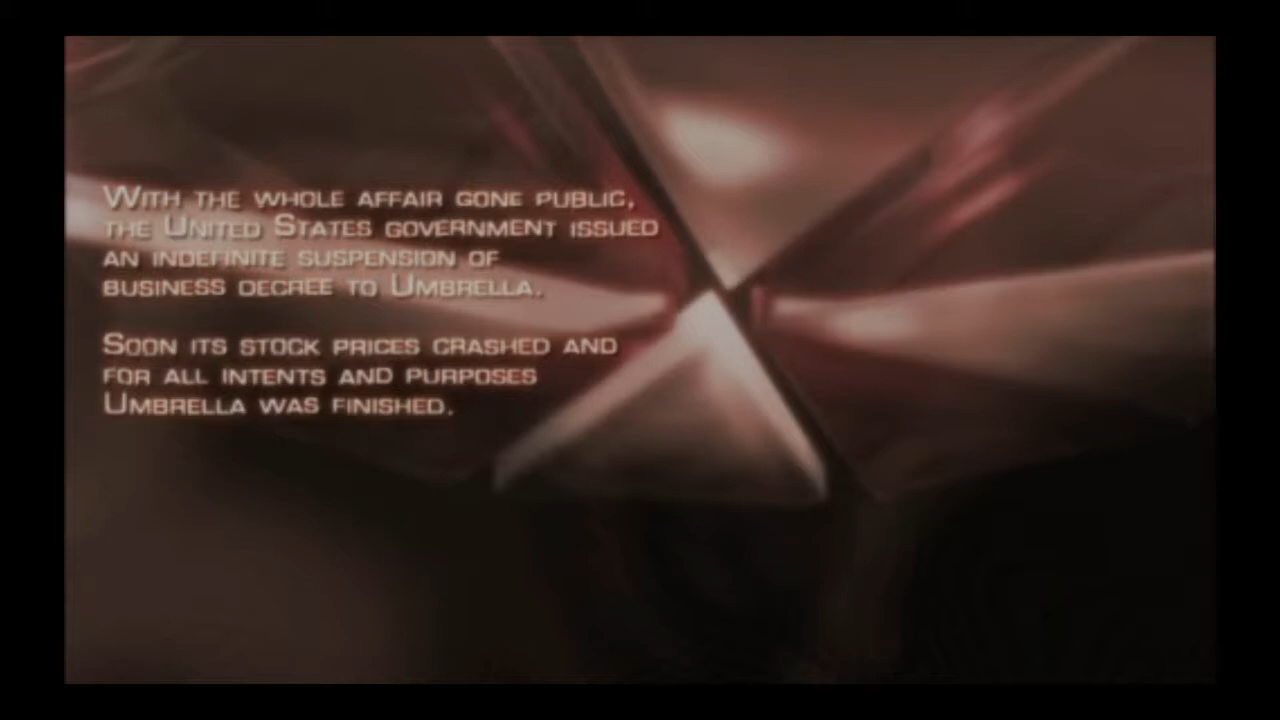 With the whole affair gone public,
the United States government issued
an indefinite suspension of
business decree to Umbrella.
Soon its stock prices crashed and
for all intents and purposes
Umbrella was finished.